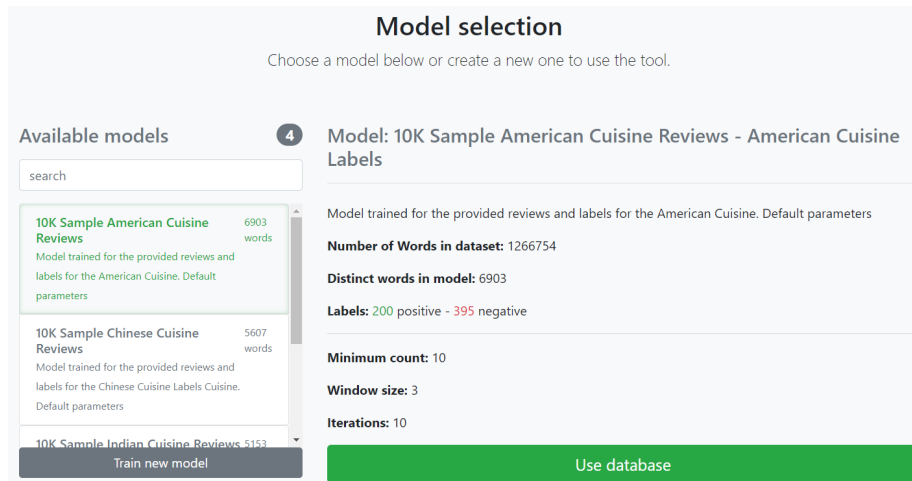 Model selection
Choose a model below or create a new one to use the tool.
Available models 4
search
10K Sample American Cuisine 6903
Reviews words
Model trained for the provided reviews and
labels for the American Cuisine. Default
parameters
10K Sample Chinese Cuisine 5607
Reviews words
Model trained for the provided reviews and
labels for the Chinese Cuisine Labels Cuisine.
Default parameters
10K Sample Indian Cuisine Reviews 5153
Train new model
Model: 10K Sample American Cuisine Reviews - American Cuisine
Labels
Model trained for the provided reviews and labels for the American Cuisine. Default parameters
Number of Words in dataset: 1266754
Distinct words in model: 6903
Labels: 200 positive - 395 negative
Minimum count: 10
Window size: 3
Iterations: 10
Use database